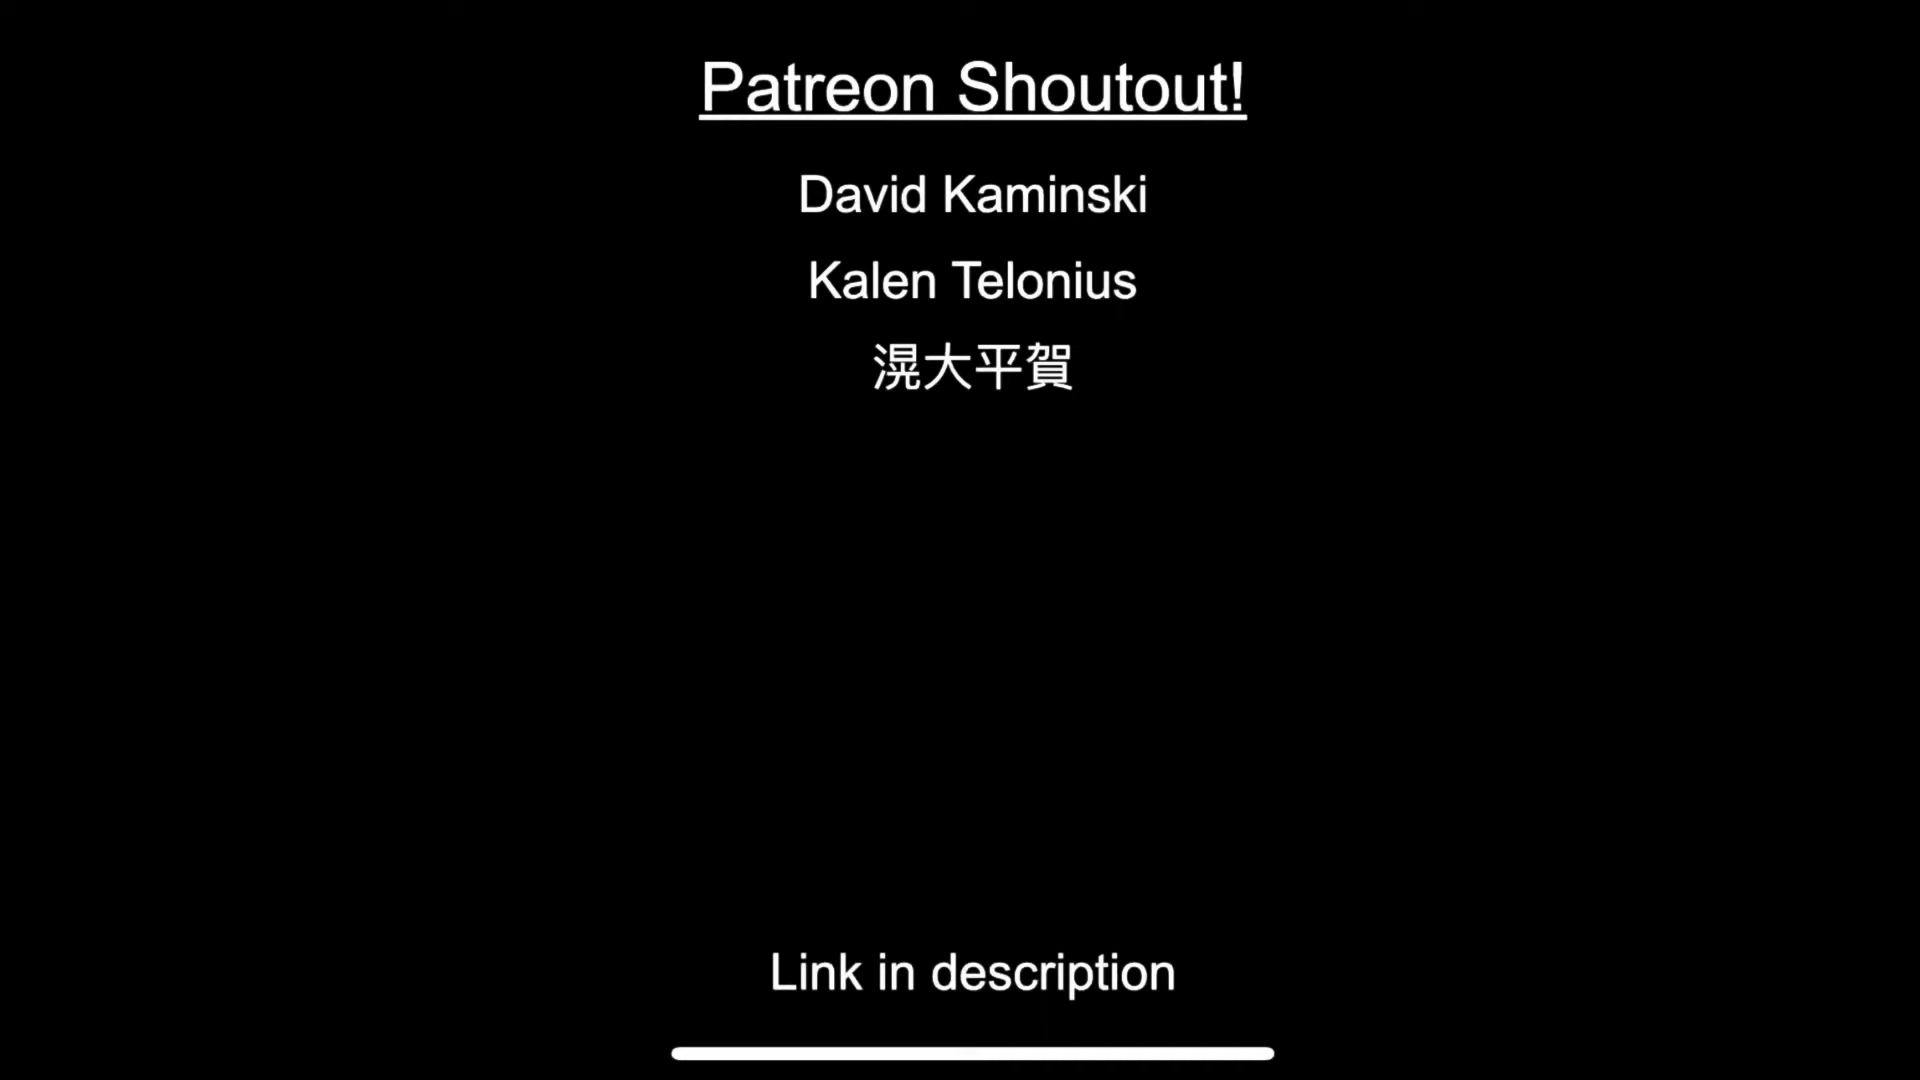 Patreon Shoutout!
David Kaminski
Kalen Telonius
滉大平賀
Link in description